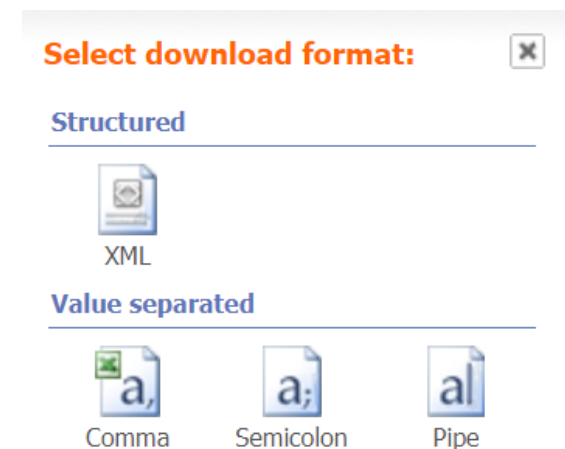 Select download format:
Structured
XML
Value separated
a, a; a|
Comma Semicolon Pipe